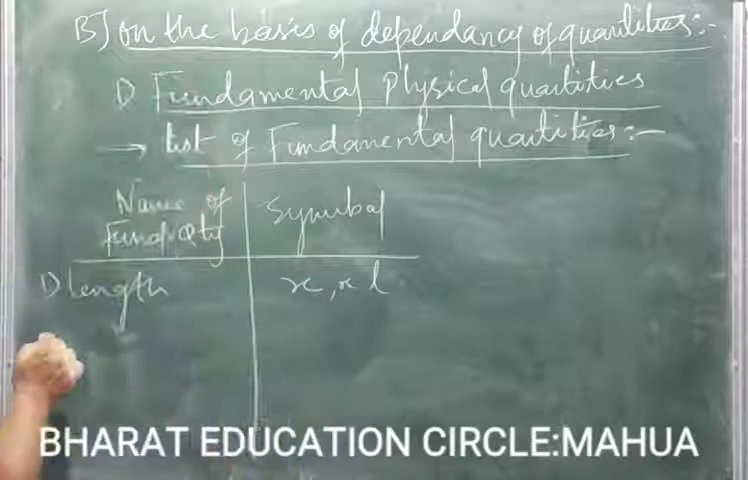 B) on the basis of dependancy of quantities:-
1) Fundamental Physical quantities
→ List of Fundamental quantities:-
Name of Fund. Qty
Symbol
1) length
x, r l
BHARAT EDUCATION CIRCLE:MAHUA